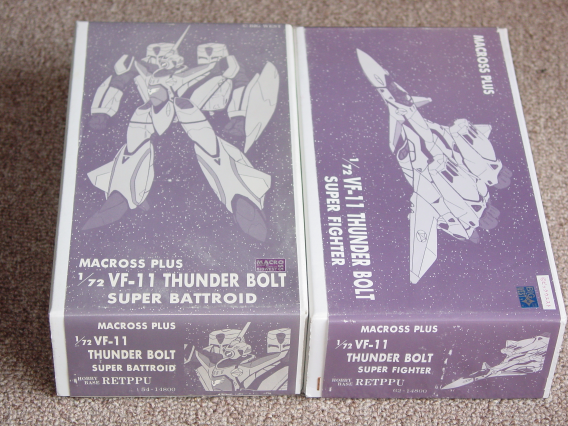 MACROSS PLUS
1/72 VF-11 THUNDER BOLT
SUPER BATTROID
MACROSS PLUS
1/72 VF-11
THUNDER BOLT
SUPER BATTROID
HOBBY BASE RETPPU
MACROSS PLUS
1/72 VF-11 THUNDER BOLT
SUPER FIGHTER
MACROSS PLUS
1/72 VF-11
THUNDER BOLT
SUPER FIGHTER
HOBBY BASE RETPPU